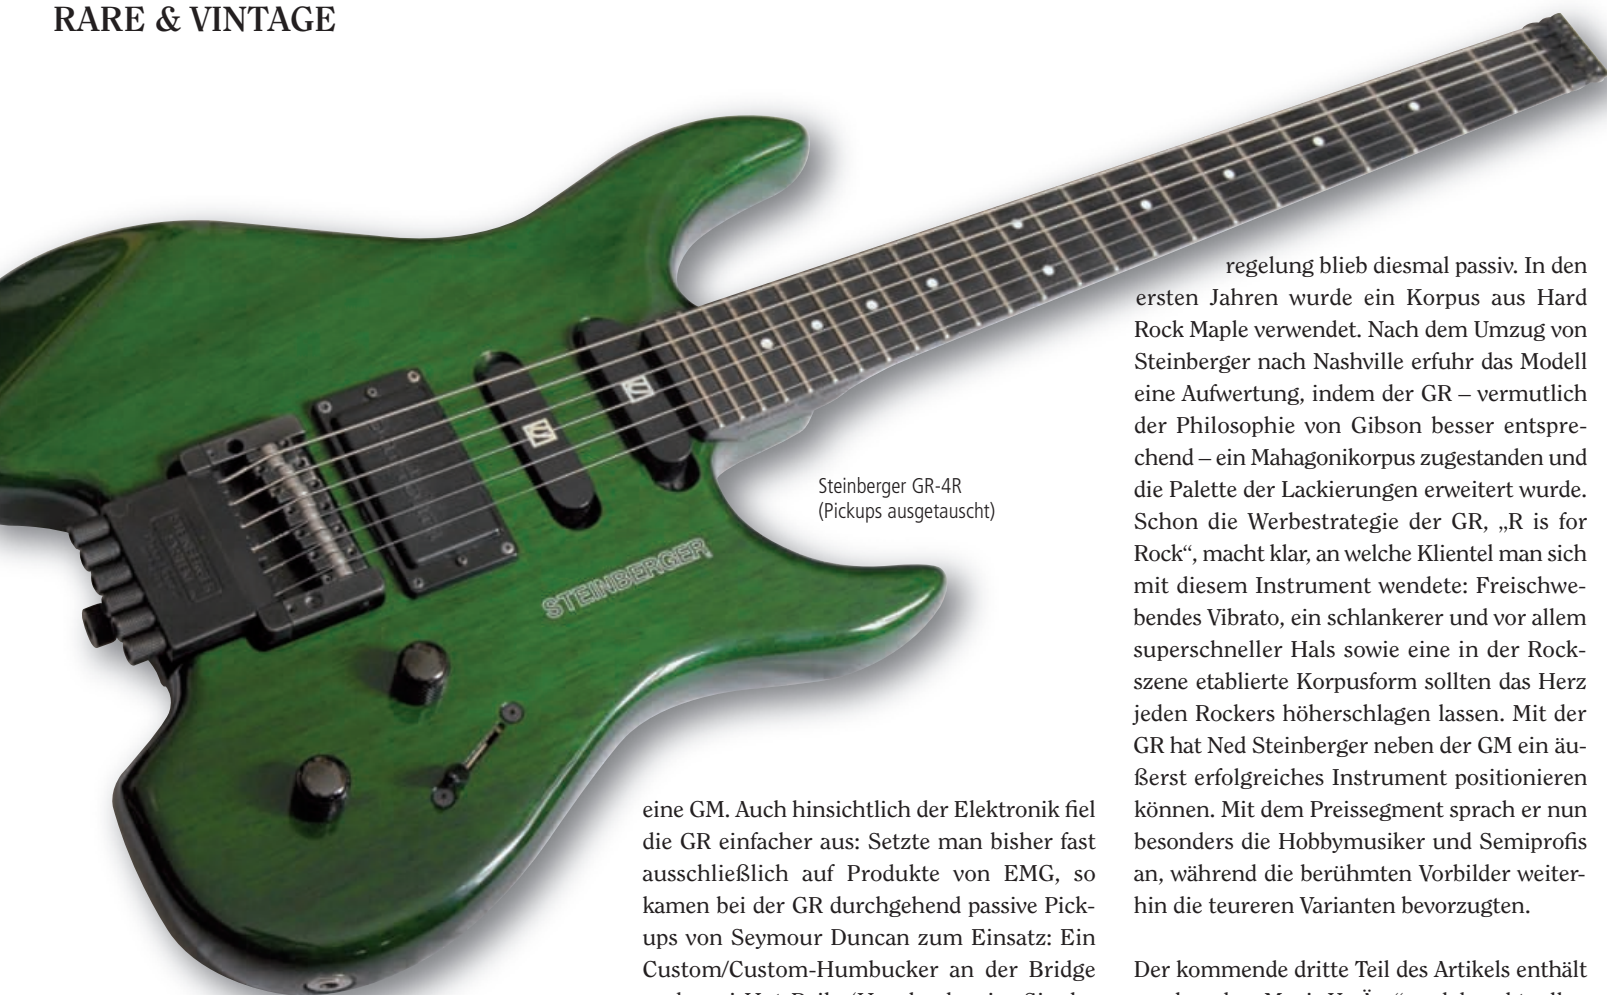 RARE & VINTAGE
Steinberger GR-4R
(Pickups ausgetauscht)
STEINBERGER
eine GM. Auch hinsichtlich der Elektronik fiel
die GR einfacher aus: Setzte man bisher fast
ausschließlich auf Produkte von EMG, so
kamen bei der GR durchgehend passive Pick-
ups von Seymour Duncan zum Einsatz: Ein
Custom/Custom-Humbucker an der Bridge
regelung blieb diesmal passiv. In den
ersten Jahren wurde ein Korpus aus Hard
Rock Maple verwendet. Nach dem Umzug von
Steinberger nach Nashville erfuhr das Modell
eine Aufwertung, indem der GR – vermutlich
der Philosophie von Gibson besser entspre-
chend – ein Mahagonikorpus zugestanden und
die Palette der Lackierungen erweitert wurde.
Schon die Werbestrategie der GR, „R is for
Rock“, macht klar, an welche Klientel man sich
mit diesem Instrument wendete: Freischwe-
bendes Vibrato, ein schlankerer und vor allem
superschneller Hals sowie eine in der Rock-
szene etablierte Korpusform sollten das Herz
jeden Rockers höherschlagen lassen. Mit der
GR hat Ned Steinberger neben der GM ein äu-
ßerst erfolgreiches Instrument positionieren
können. Mit dem Preissegment sprach er nun
besonders die Hobbymusiker und Semiprofis
an, während die berühmten Vorbilder weiter-
hin die teureren Varianten bevorzugten.
Der kommende dritte Teil des Artikels enthält